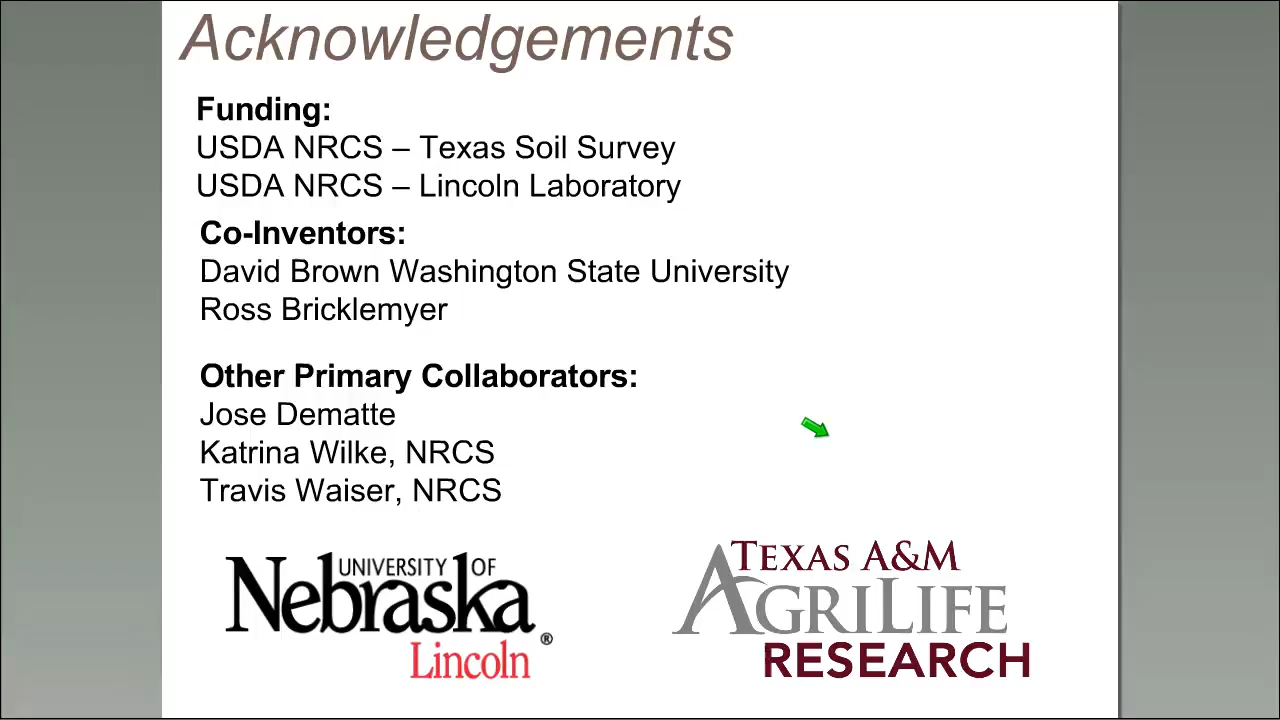 Acknowledgements
Funding:
USDA NRCS – Texas Soil Survey
USDA NRCS – Lincoln Laboratory
Co-Inventors:
David Brown Washington State University
Ross Bricklemyer
Other Primary Collaborators:
Jose Dematte
Katrina Wilke, NRCS
Travis Waiser, NRCS
UNIVERSITY OF
Nebraska®
Lincoln
TEXAS A&M
AGRILIFE
RESEARCH